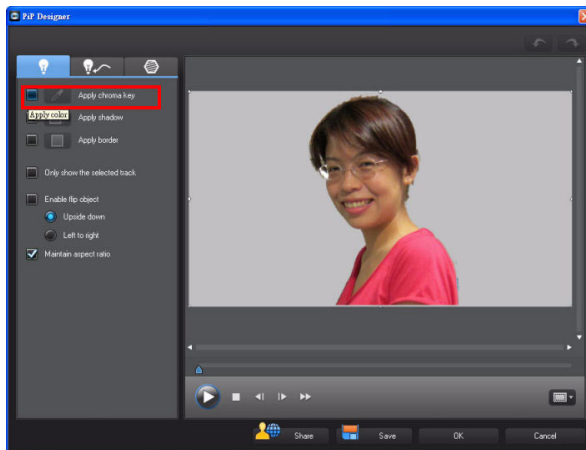 PiP Designer
Apply chroma key
Apply color
Apply shadow
Apply border
Only show the selected track
Enable flip object
Upside down
Left to right
Maintain aspect ratio
Share
Save
OK
Cancel